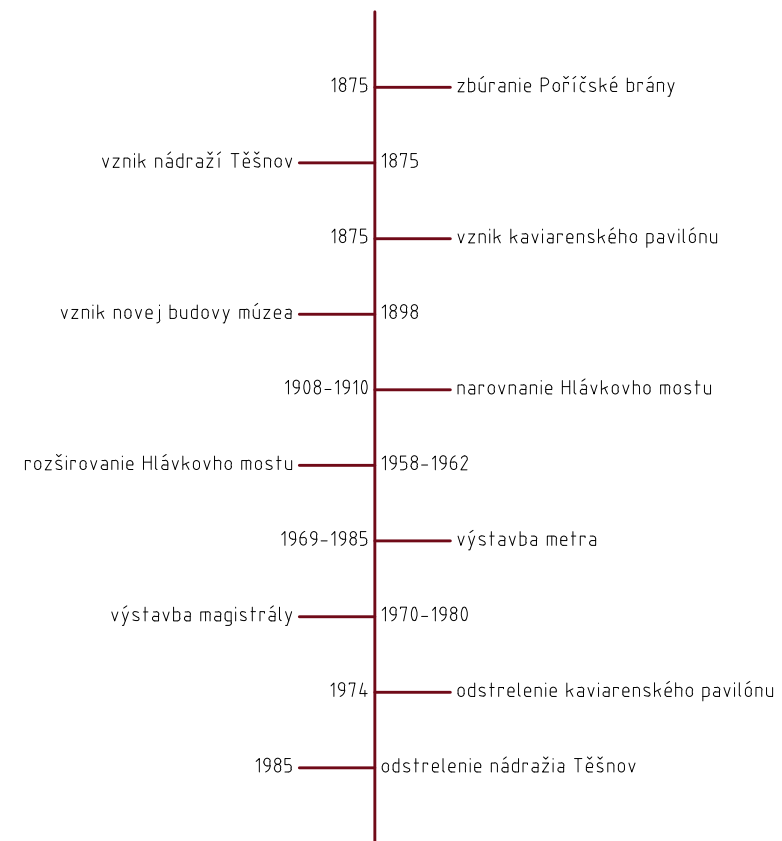 1875 zbúranie Poříčské brány
vznik nádraží Těšnov 1875
1875 vznik kaviarenského pavilónu
vznik novej budovy múzea 1898
1908-1910 narovnanie Hlávkovho mostu
rozširovanie Hlávkovho mostu 1958-1962
1969-1985 výstavba metra
výstavba magistrály 1970-1980
1974 odstrelenie kaviarenského pavilónu
1985 odstrelenie nádražia Těšnov